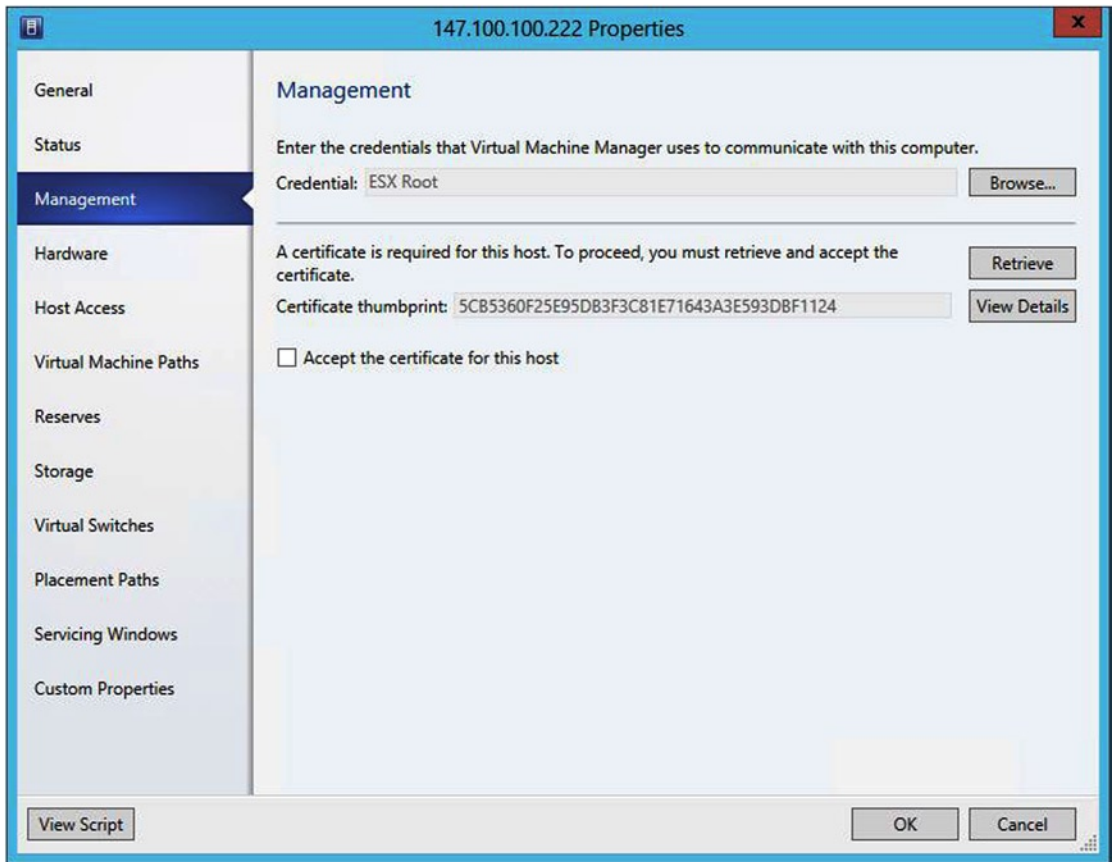 147.100.100.222 Properties
x
General
Status
Management
Hardware
Host Access
Virtual Machine Paths
Reserves
Storage
Virtual Switches
Placement Paths
Servicing Windows
Custom Properties
Management
Enter the credentials that Virtual Machine Manager uses to communicate with this computer.
Credential: ESX Root Browse...
A certificate is required for this host. To proceed, you must retrieve and accept the
certificate.
Retrieve
Certificate thumbprint: 5CB5360F25E95DB3F3C81E71643A3E593DBF1124 View Details
Accept the certificate for this host
View Script OK Cancel